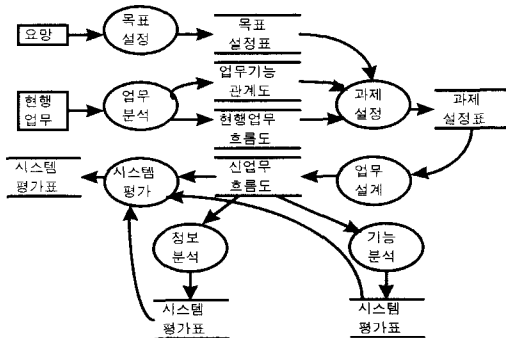 요망
목표
설정
목표
설정표
현행
업무
업무
분석
업무기능
관계도
현행업무
흐름도
과제
설정
과제
설정표
시스템
평가표
시스템
평가
신업무
흐름도
업무
설계
정보
분석
기능
분석
시스템
평가표
시스템
평가표